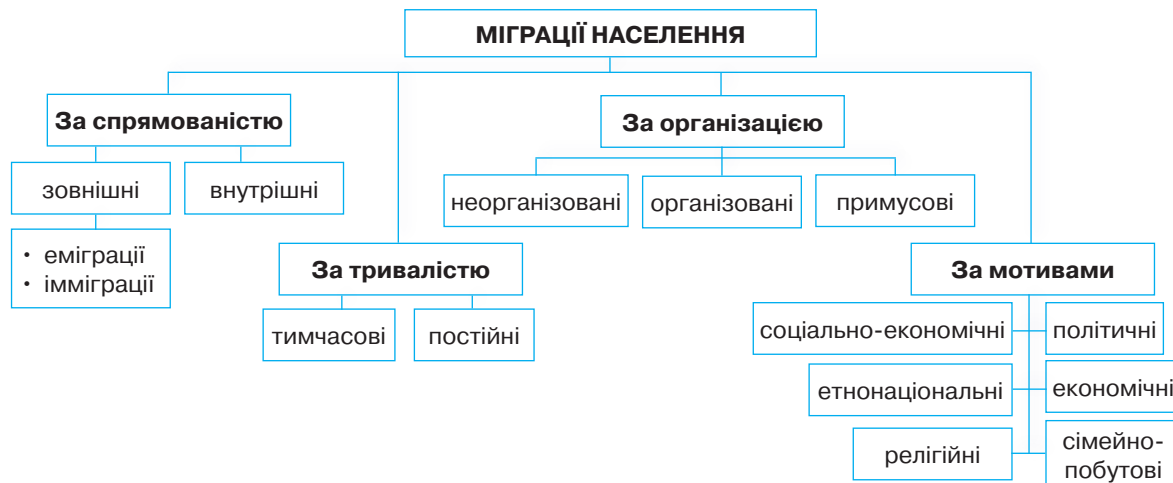 МІГРАЦІЇ НАСЕЛЕННЯ
За спрямованістю
зовнішні
внутрішні
• еміграції
• імміграції
За тривалістю
тимчасові
постійні
За організацією
неорганізовані
організовані
примусові
За мотивами
соціально-економічні
політичні
етнонаціональні
економічні
релігійні
сімейно-
побутові